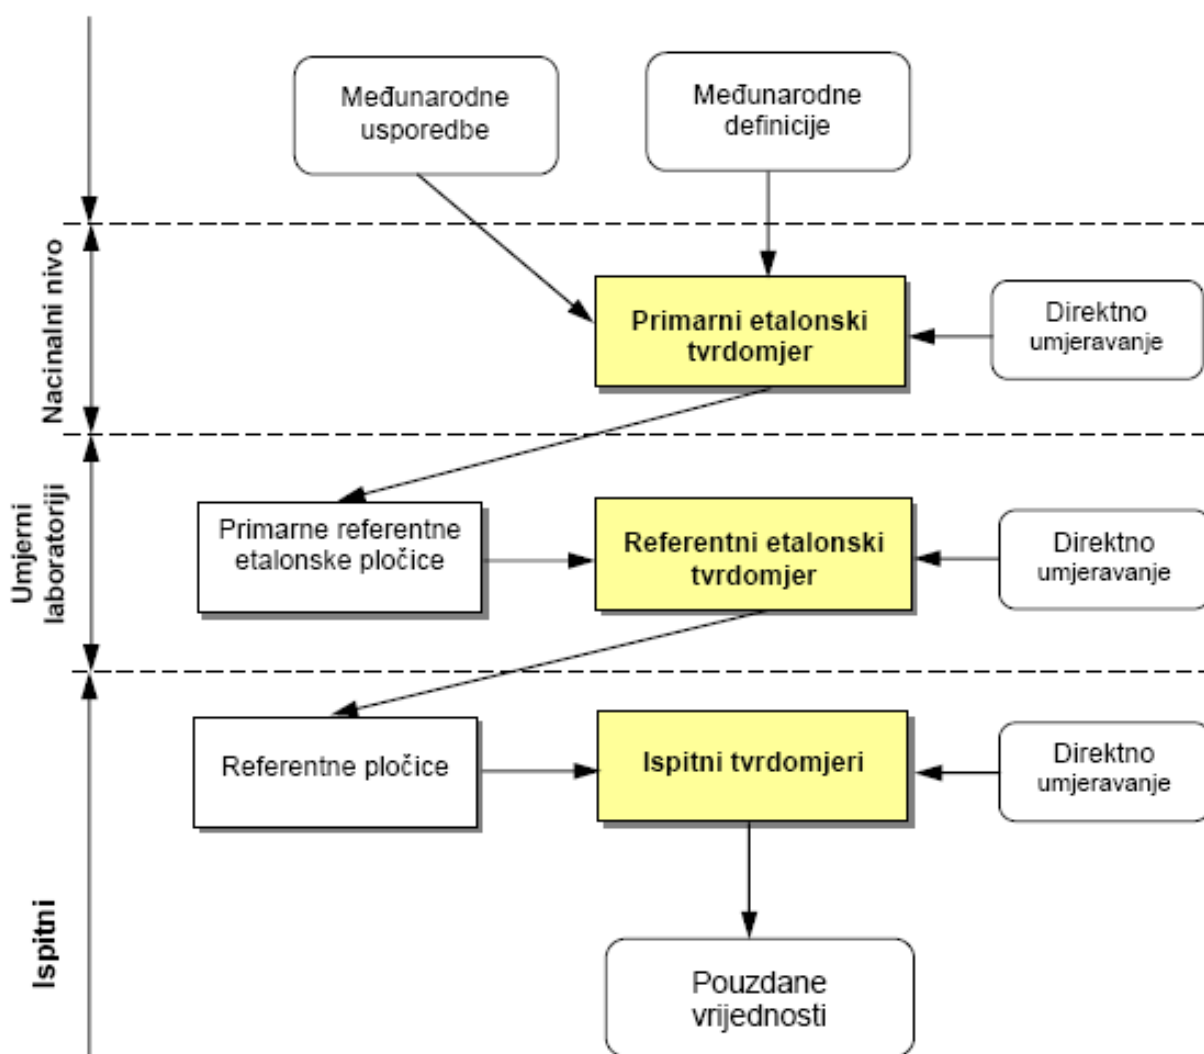 Međunarodne
usporedbe
Međunarodne
definicije
Nacinalni nivo
Primarni etalonski
tvrdomjer
Direktno
umjeravanje
Umjerni
laboratoriji
Primarne referentne
etalonske pločice
Referentni etalonski
tvrdomjer
Direktno
umjeravanje
Ispitni
Referentne pločice
Ispitni tvrdomjeri
Direktno
umjeravanje
Pouzdane
vrijednosti